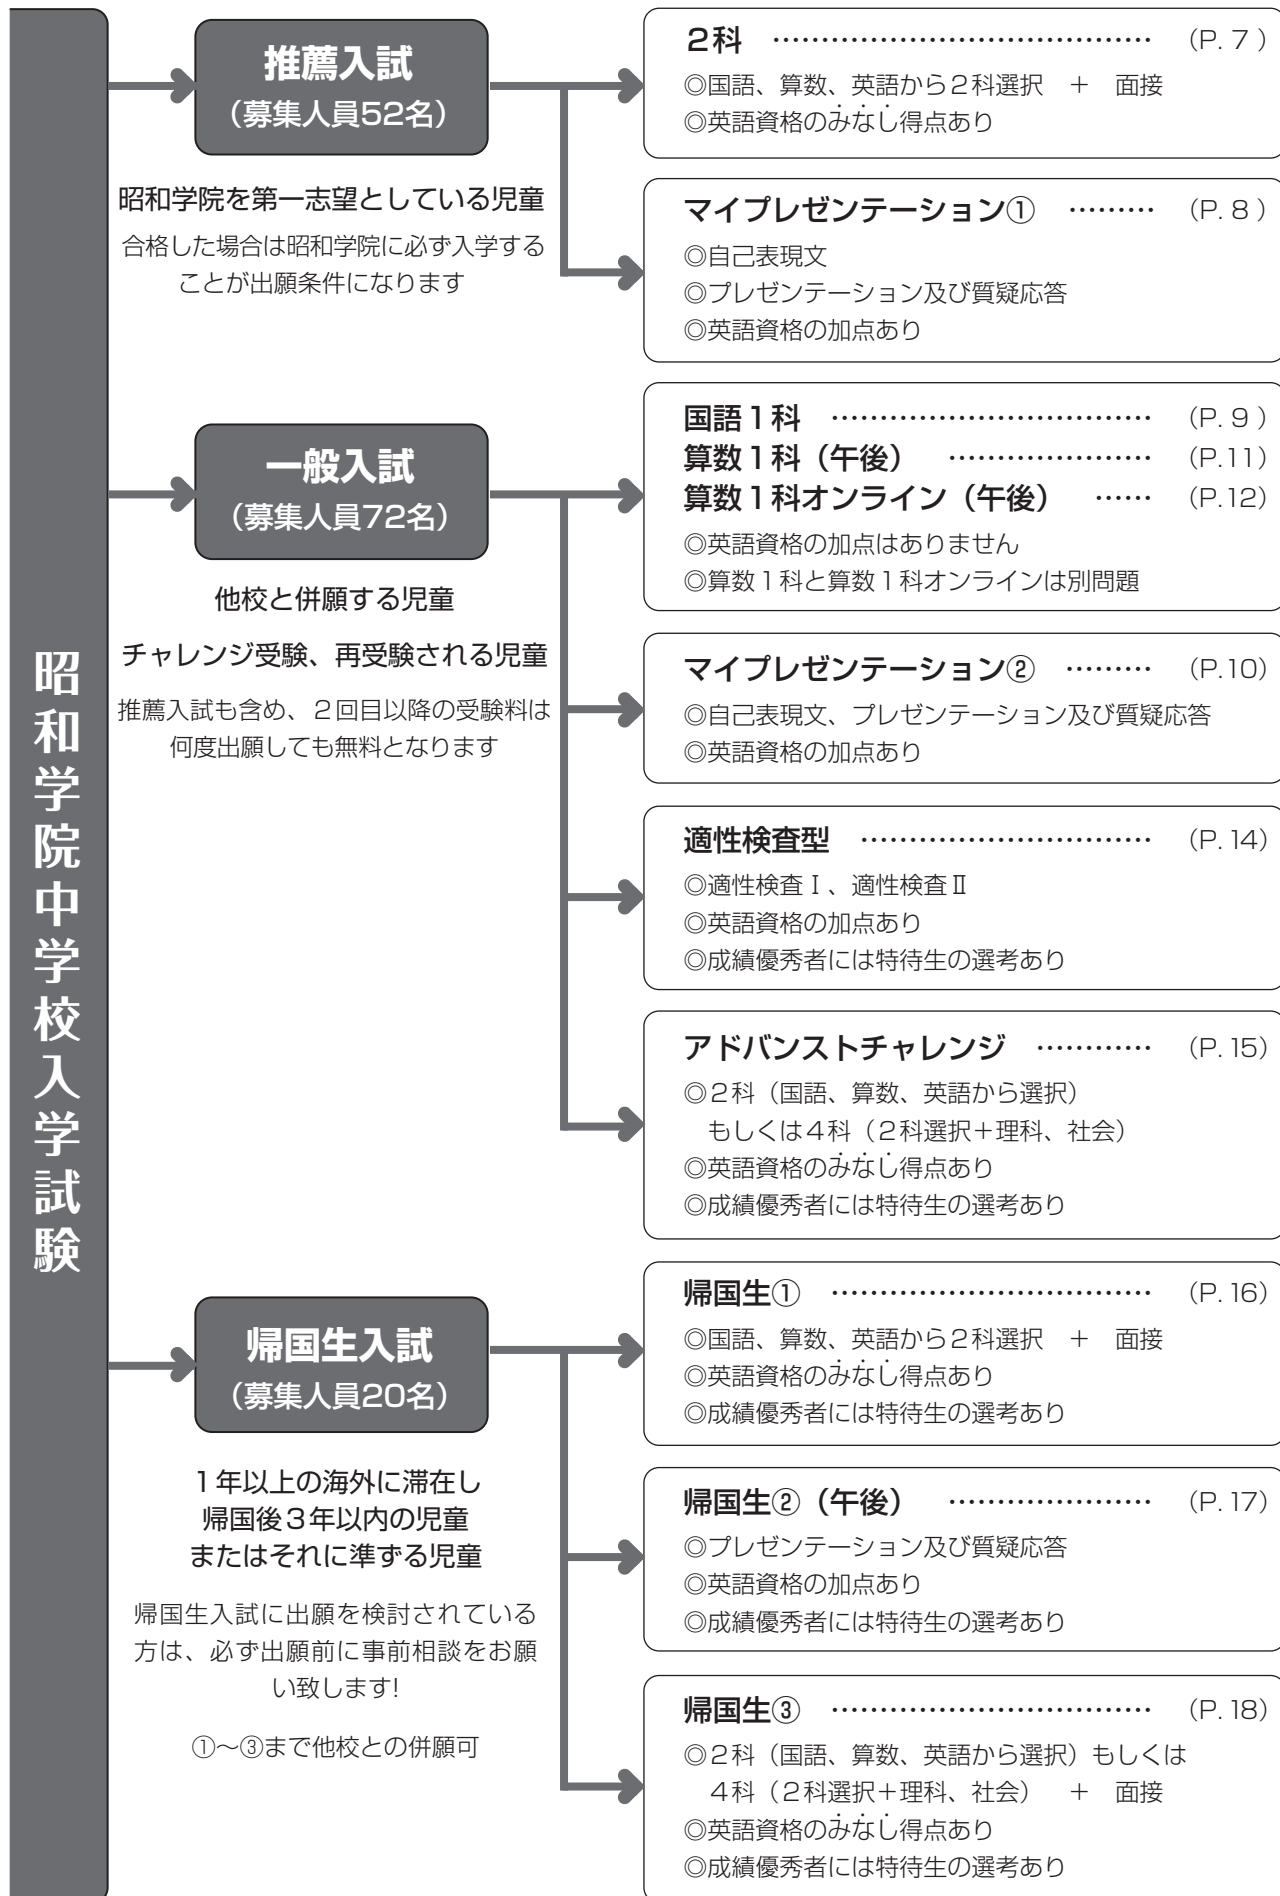 昭和学院中学校入学試験
推薦入試
（募集人員52名）
昭和学院を第一志望としている児童
合格した場合は昭和学院に必ず入学する
ことが出願条件になります
２科 ………………………………… （P. 7 ）
◎国語、算数、英語から２科選択　＋　面接
◎英語資格のみなし得点あり
マイプレゼンテーション① ……… （P. 8 ）
◎自己表現文
◎プレゼンテーション及び質疑応答
◎英語資格の加点あり
一般入試
（募集人員72名）
他校と併願する児童
チャレンジ受験、再受験される児童
推薦入試も含め、２回目以降の受験料は
何度出願しても無料となります
国語１科 …………………………… （P. 9 ）
算数１科（午後） ………………… （P.11）
算数１科オンライン（午後） …… （P.12）
◎英語資格の加点はありません
◎算数１科と算数１科オンラインは別問題
マイプレゼンテーション② ……… （P.10）
◎自己表現文、プレゼンテーション及び質疑応答
◎英語資格の加点あり
適性検査型 ………………………… （P. 14）
◎適性検査Ⅰ、適性検査Ⅱ
◎英語資格の加点あり
◎成績優秀者には特待生の選考あり
アドバンストチャレンジ ………… （P. 15）
◎２科（国語、算数、英語から選択）
もしくは４科（２科選択＋理科、社会）
◎英語資格のみなし得点あり
◎成績優秀者には特待生の選考あり
帰国生入試
（募集人員20名）
１年以上の海外に滞在し
帰国後３年以内の児童
またはそれに準ずる児童
帰国生入試に出願を検討されている
方は、必ず出願前に事前相談をお願
い致します!
①〜③まで他校との併願可
帰国生① …………………………… （P. 16）
◎国語、算数、英語から２科選択　＋　面接
◎英語資格のみなし得点あり
◎成績優秀者には特待生の選考あり
帰国生②（午後） ………………… （P. 17）
◎プレゼンテーション及び質疑応答
◎英語資格の加点あり
◎成績優秀者には特待生の選考あり
帰国生③ …………………………… （P. 18）
◎２科（国語、算数、英語から選択）もしくは
４科（２科選択＋理科、社会）　＋　面接
◎英語資格のみなし得点あり
◎成績優秀者には特待生の選考あり